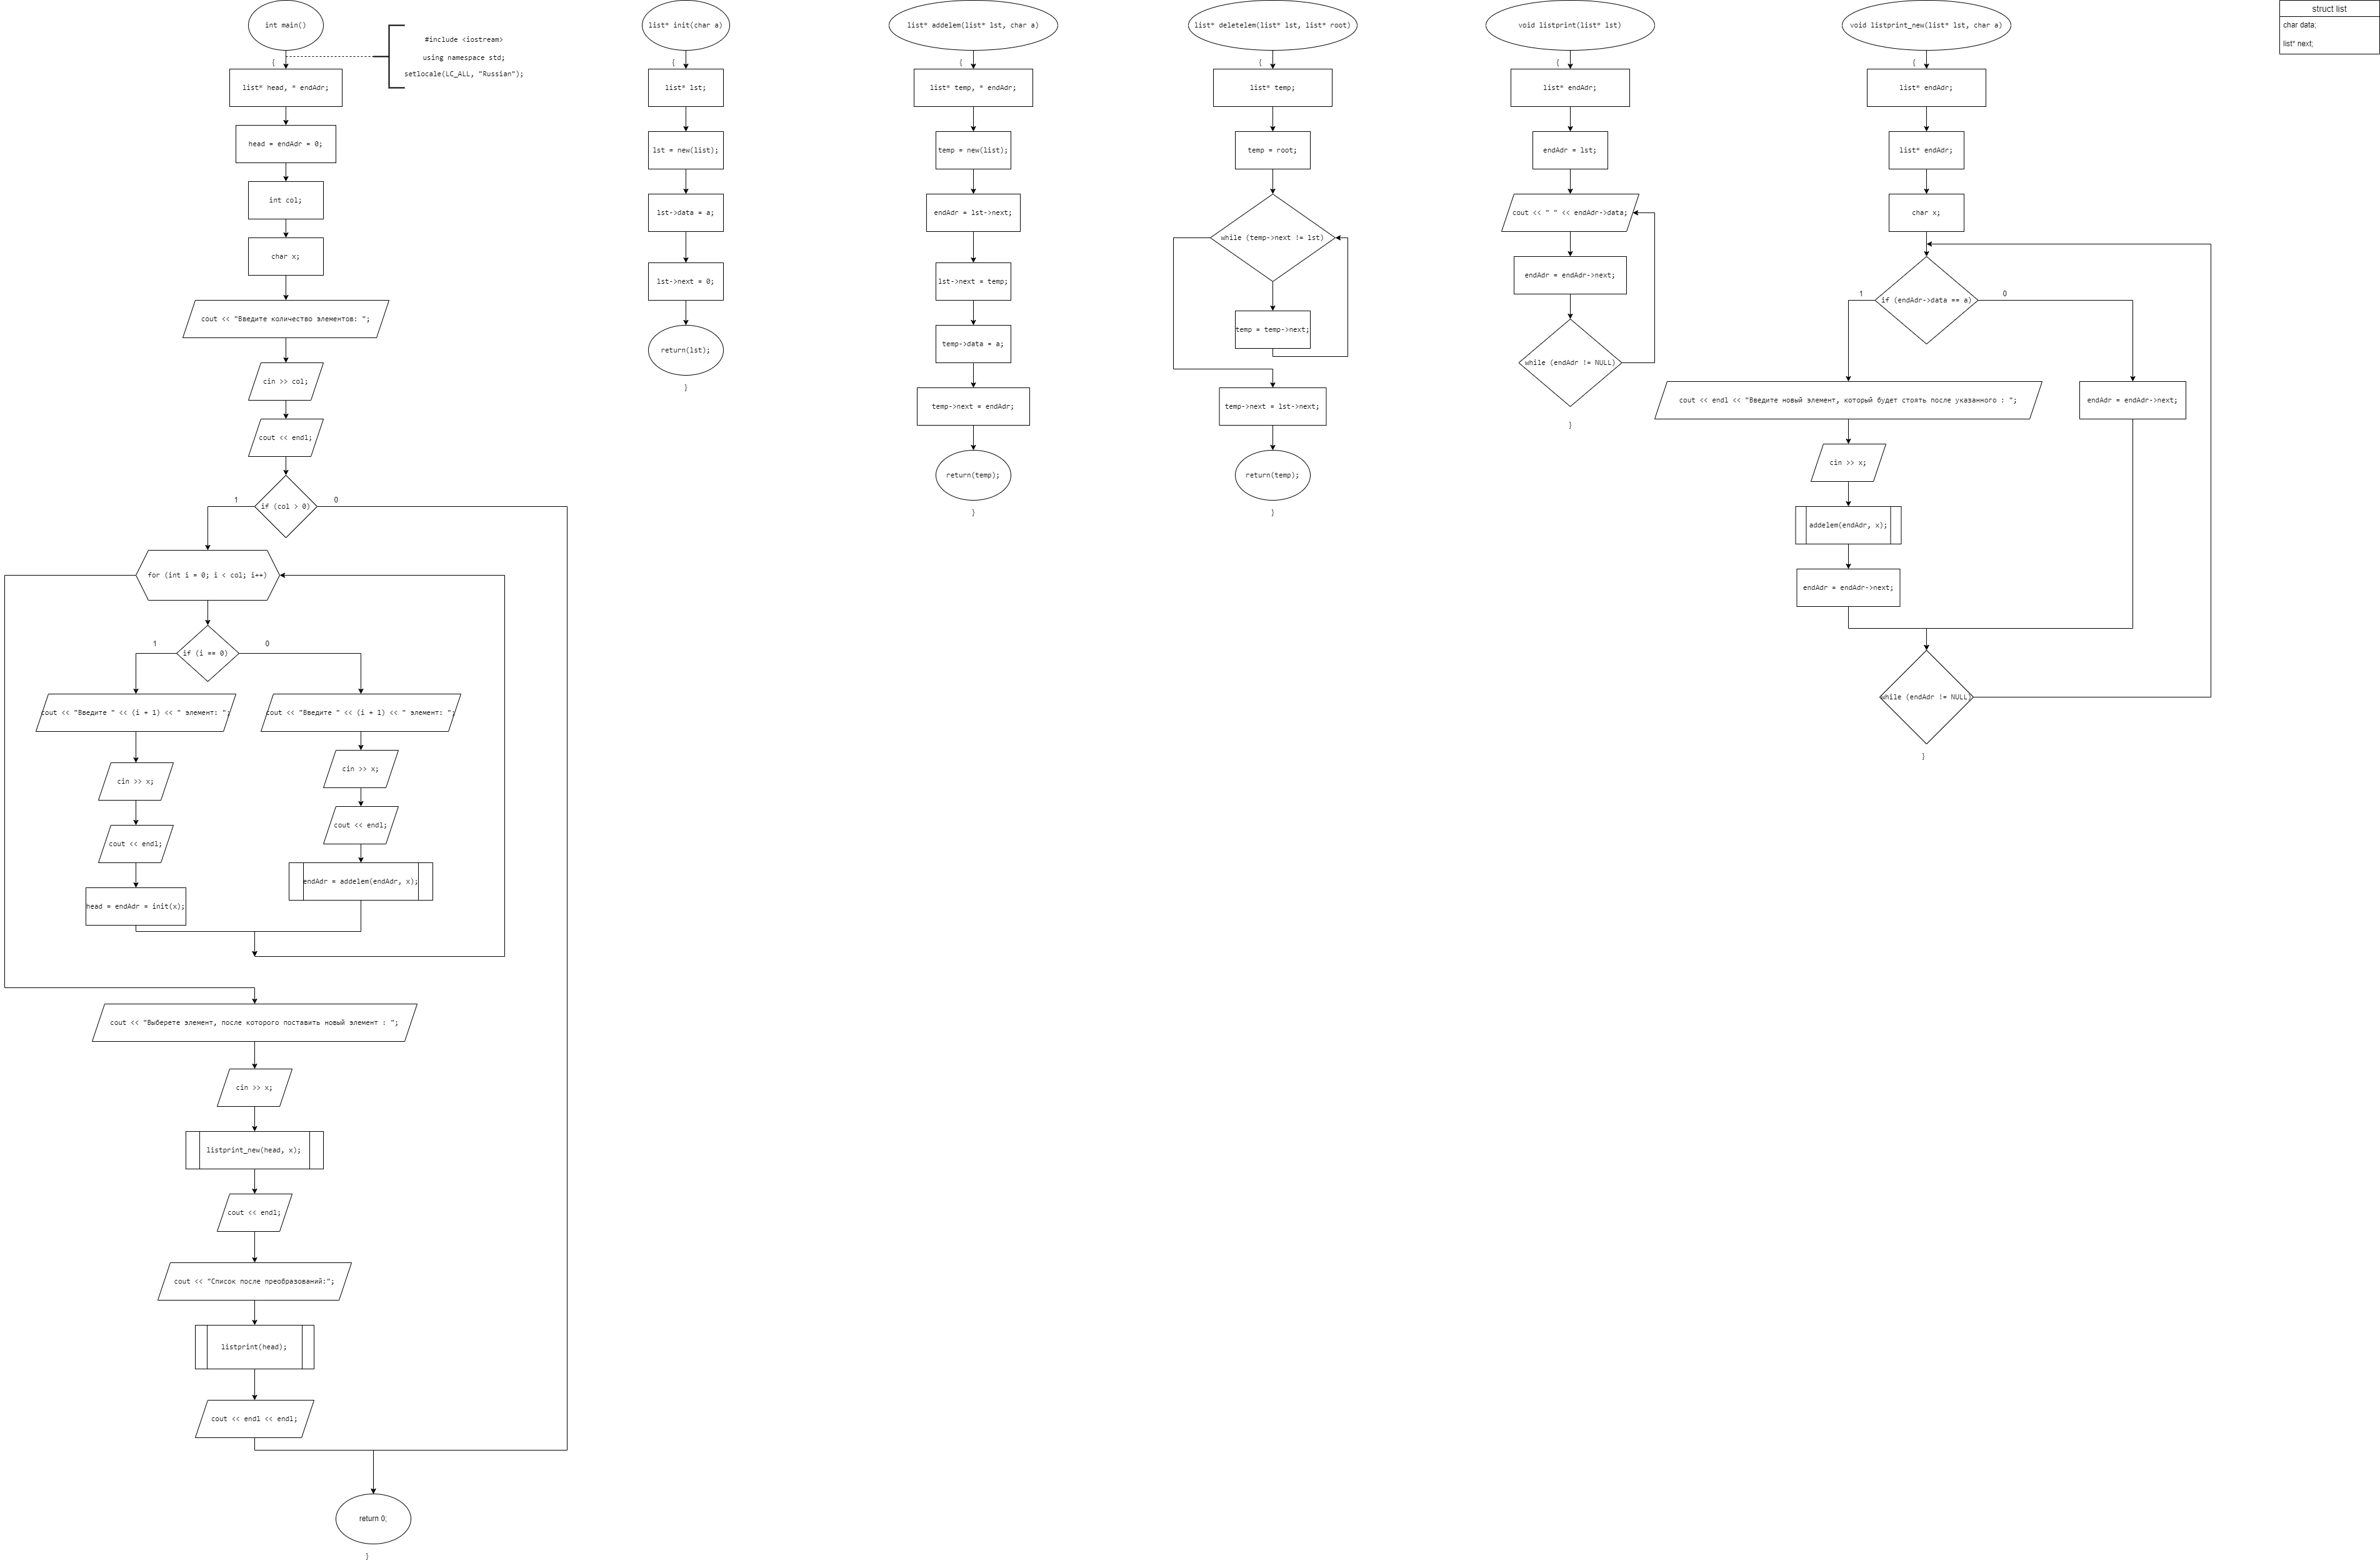 int main()
#include <iostream>
using namespace std;
setlocale(LC_ALL, "Russian");
{
list* head, * endAdr;
head = endAdr = 0;
int col;
char x;
cout << "Введите количество элементов: ";
cin >> col;
cout << endl;
if (col > 0)
1
0
for (int i = 0; i < col; i++)
if (i == 0)
1
0
cout << "Введите " << (i + 1) << " элемент: ";
cin >> x;
cout << endl;
head = endAdr = init(x);
cout << "Введите " << (i + 1) << " элемент: ";
cin >> x;
cout << endl;
endAdr = addelem(endAdr, x);
cout << "Выберете элемент, после которого поставить новый элемент : ";
cin >> x;
listprint_new(head, x);
cout << endl;
cout << "Список после преобразований:";
listprint(head);
cout << endl << endl;
return 0;
}
list* init(char a)
{
list* lst;
lst = new(list);
lst->data = a;
lst->next = 0;
return(lst);
}
list* addelem(list* lst, char a)
{
list* temp, * endAdr;
temp = new(list);
endAdr = lst->next;
lst->next = temp;
temp->data = a;
temp->next = endAdr;
return(temp);
}
list* deletelem(list* lst, list* root)
{
list* temp;
temp = root;
while (temp->next != lst)
temp = temp->next;
temp->next = lst->next;
return(temp);
}
void listprint(list* lst)
{
list* endAdr;
endAdr = lst;
cout << " " << endAdr->data;
endAdr = endAdr->next;
while (endAdr != NULL)
}
void listprint_new(list* lst, char a)
{
list* endAdr;
list* endAdr;
char x;
if (endAdr->data == a)
1
0
cout << endl << "Введите новый элемент, который будет стоять после указанного : ";
cin >> x;
addelem(endAdr, x);
endAdr = endAdr->next;
endAdr = endAdr->next;
while (endAdr != NULL)
}
struct list
char data;
list* next;